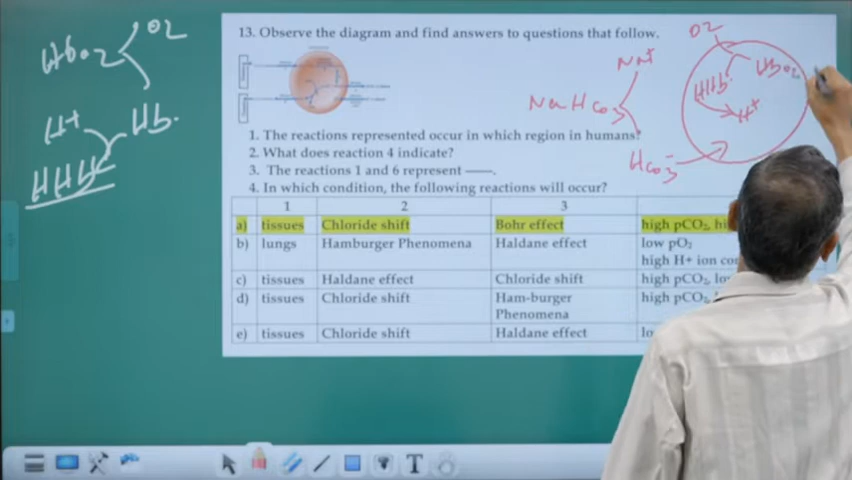 HbO2
O2
H+
Hb.
HHb
13. Observe the diagram and find answers to questions that follow.
1. The reactions represented occur in which region in humans?
2. What does reaction 4 indicate?
3. The reactions 1 and 6 represent ——.
4. In which condition, the following reactions will occur?
1 2 3
a) tissues Chloride shift Bohr effect high pCO₂, hi
b) lungs Hamburger Phenomena Haldane effect low pO₂
high H+ ion con
c) tissues Haldane effect Chloride shift high pCO₂, lo
d) tissues Chloride shift Ham-burger Phenomena high pCO₂,
e) tissues Chloride shift Haldane effect lo
NaHCO3
Na+
HCO3-
O2
HbO2
HHb
H+
T